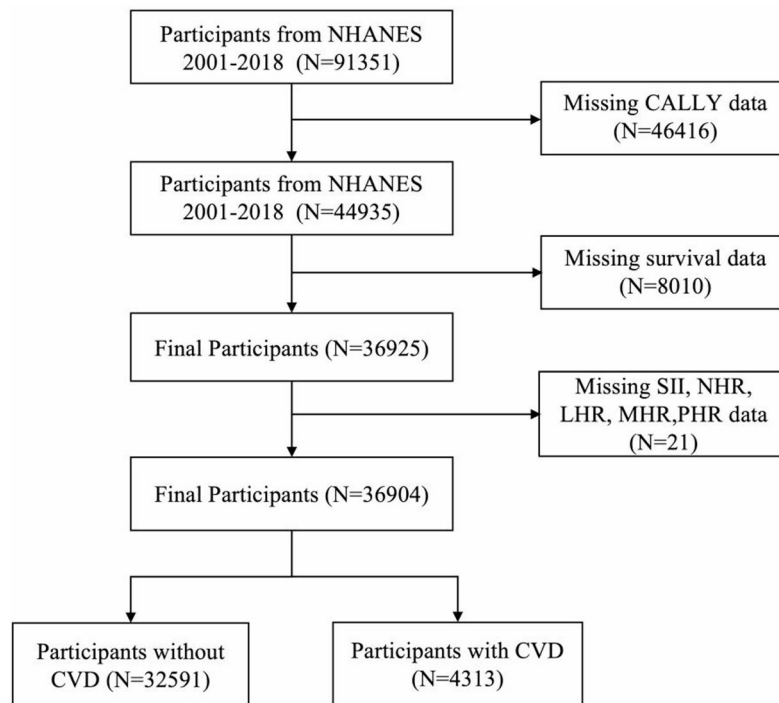 Participants from NHANES
2001-2018 (N=91351)
Missing CALLY data
(N=46416)
Participants from NHANES
2001-2018 (N=44935)
Missing survival data
(N=8010)
Final Participants (N=36925)
Missing SII, NHR,
LHR, MHR,PHR data
(N=21)
Final Participants (N=36904)
Participants without
CVD (N=32591)
Participants with CVD
(N=4313)